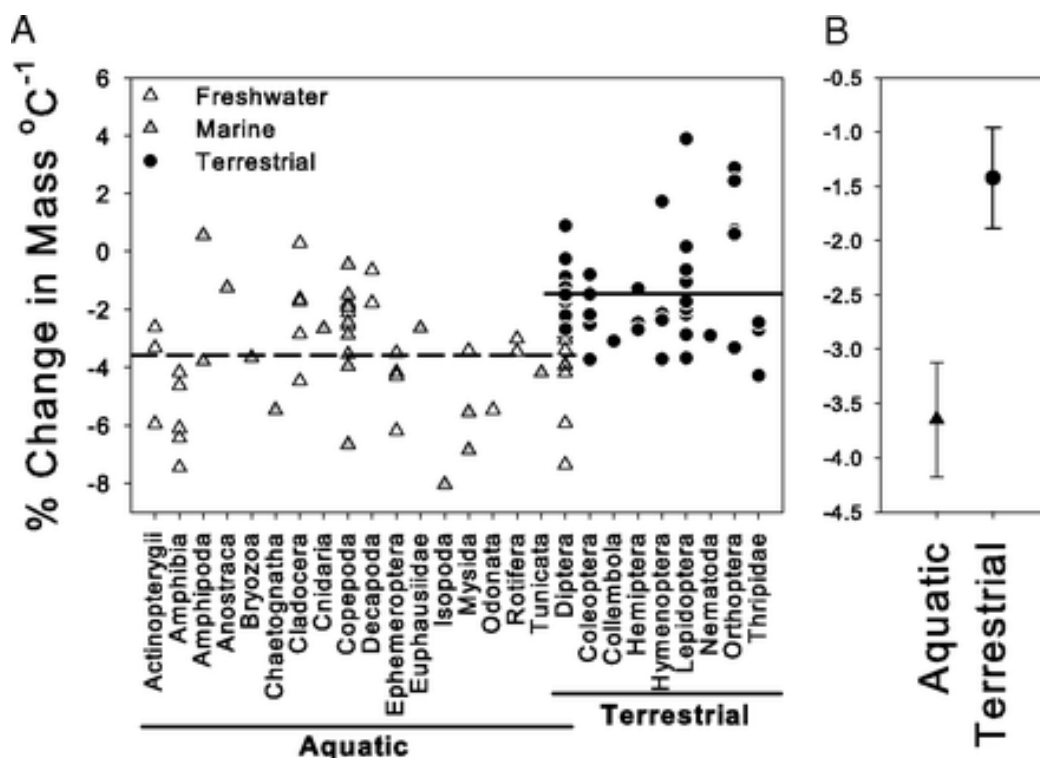 A
% Change in Mass °C⁻¹
6
4
2
0
-2
-4
-6
-8
Freshwater
Marine
Terrestrial
Actinopterygii
Amphibia
Amphipoda
Anostraca
Bryozoa
Chaetognatha
Cladocera
Cnidaria
Copepoda
Decapoda
Ephemeroptera
Euphausiidae
Isopoda
Mysida
Odonata
Rotifera
Tunicata
Diptera
Coleoptera
Collembola
Hemiptera
Hymenoptera
Lepidoptera
Nematoda
Orthoptera
Thripidae
Aquatic
Terrestrial
B
-0.5
-1.0
-1.5
-2.0
-2.5
-3.0
-3.5
-4.0
-4.5
Aquatic
Terrestrial